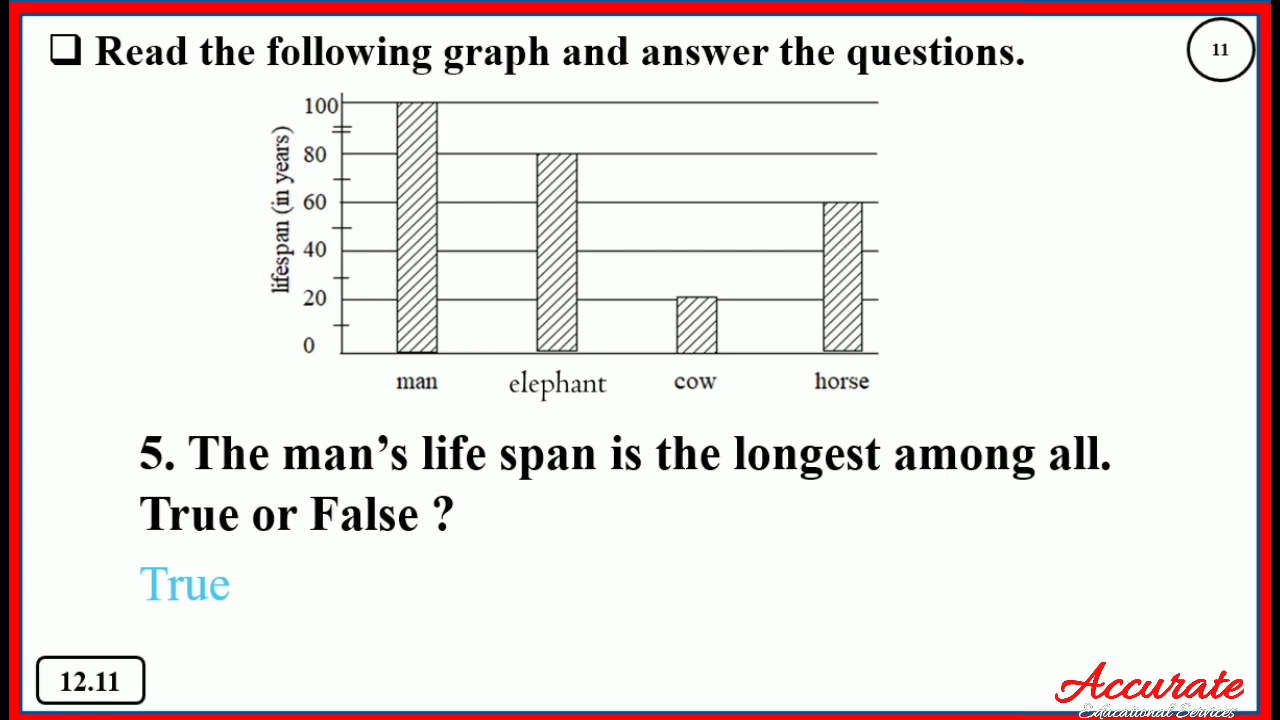 ❑ Read the following graph and answer the questions.
11
lifespan (in years)
100
80
60
40
20
0
man elephant cow horse
5. The man’s life span is the longest among all.
True or False ?
True
12.11
Accurate
Educational Services